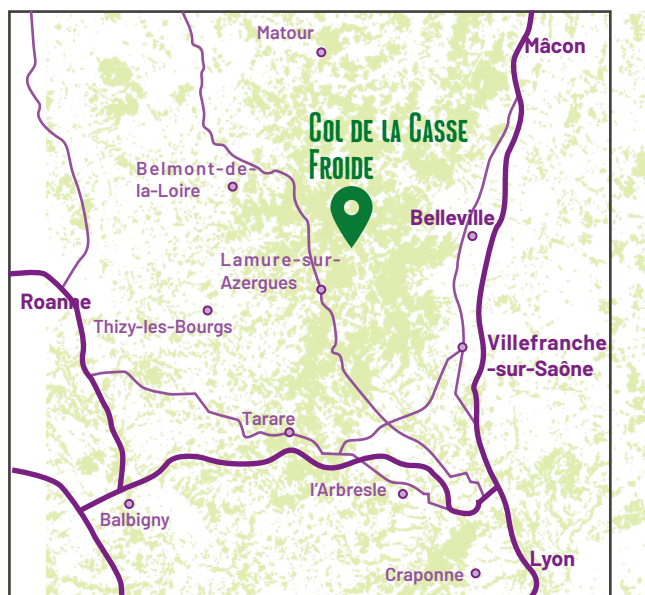 Matour
Mâcon
COL DE LA CASSE
FROIDE
Belmont-de-
la-Loire
Belleville
Lamure-sur-
Azergues
Roanne
Thizy-les-Bourgs
Villefranche
-sur-Saône
Tarare
l'Arbresle
Balbigny
Lyon
Craponne